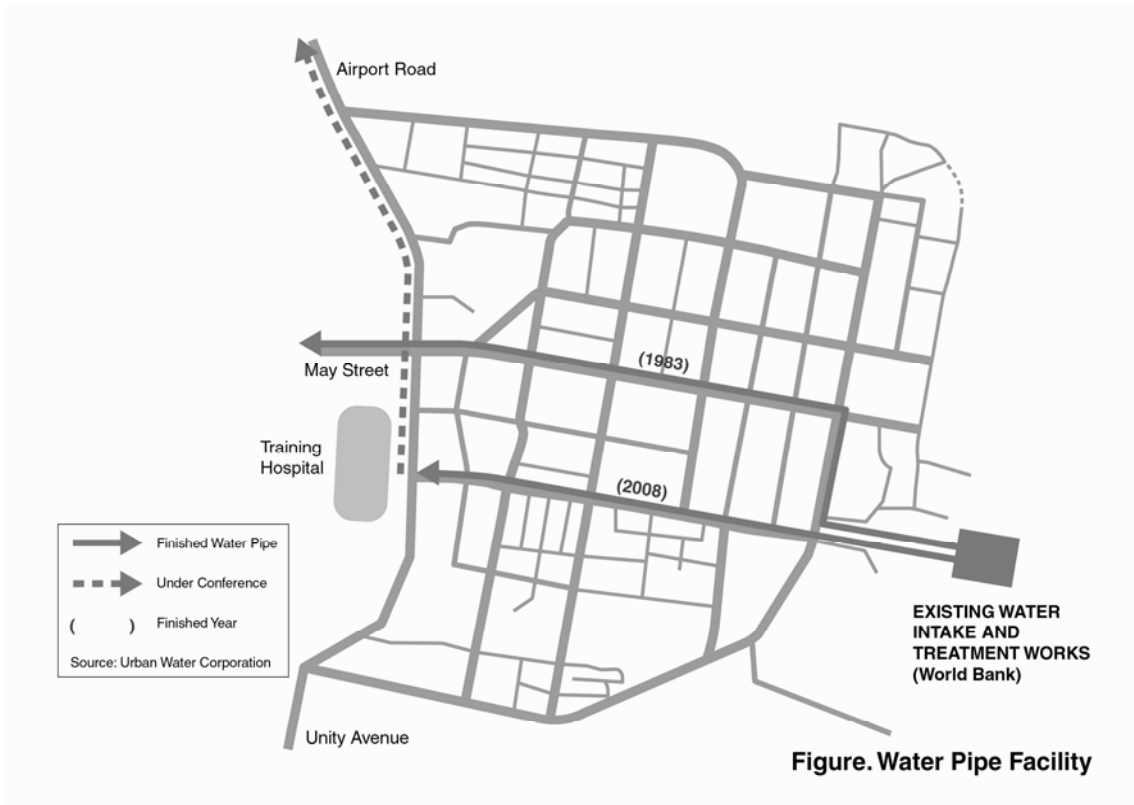 Airport Road
(1983)
May Street
Training
Hospital
(2008)
Finished Water Pipe
Under Conference
( ) Finished Year
Source: Urban Water Corporation
EXISTING WATER
INTAKE AND
TREATMENT WORKS
(World Bank)
Unity Avenue
Figure. Water Pipe Facility